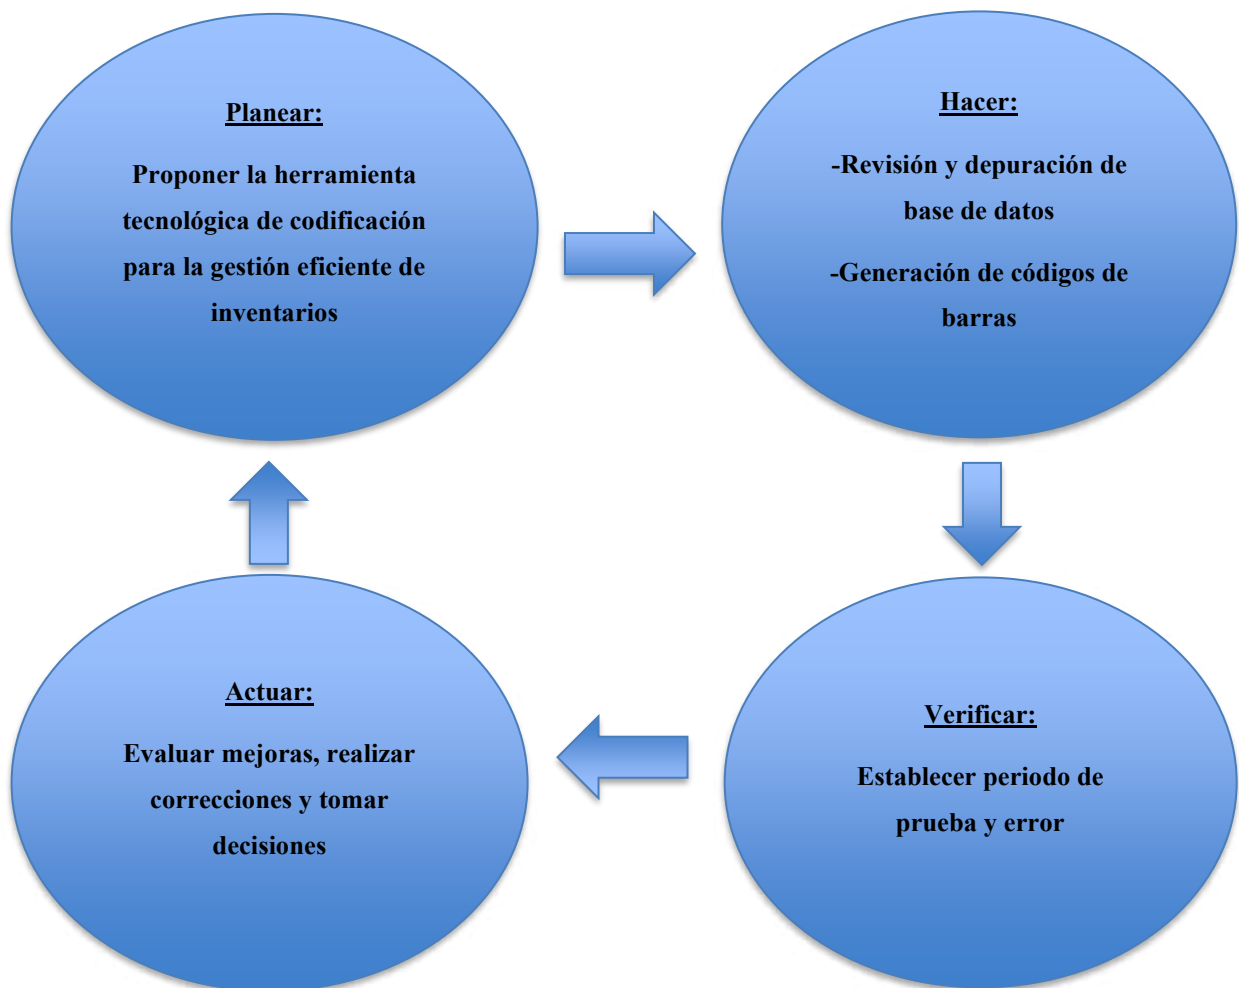 Planear:
Proponer la herramienta
tecnológica de codificación
para la gestión eficiente de
inventarios
Hacer:
-Revisión y depuración de
base de datos
-Generación de códigos de
barras
Verificar:
Establecer periodo de
prueba y error
Actuar:
Evaluar mejoras, realizar
correcciones y tomar
decisiones